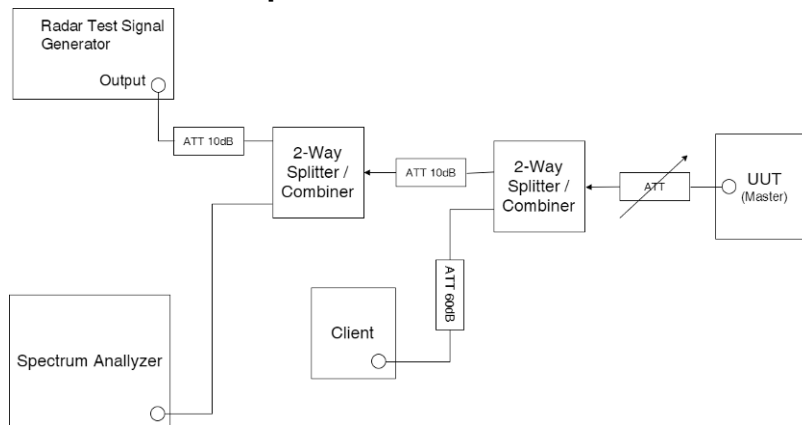 Radar Test Signal
Generator
Output
ATT 10dB
2-Way
Splitter /
Combiner
ATT 10dB
2-Way
Splitter /
Combiner
ATT
UUT
(Master)
ATT 60dB
Client
Spectrum Anallyzer